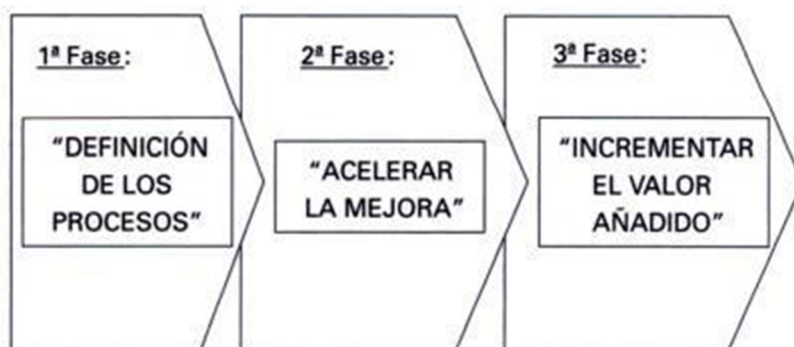 1ª Fase:
"DEFINICIÓN
DE LOS
PROCESOS"
2ª Fase:
"ACELERAR
LA MEJORA"
3ª Fase:
"INCREMENTAR
EL VALOR
AÑADIDO"